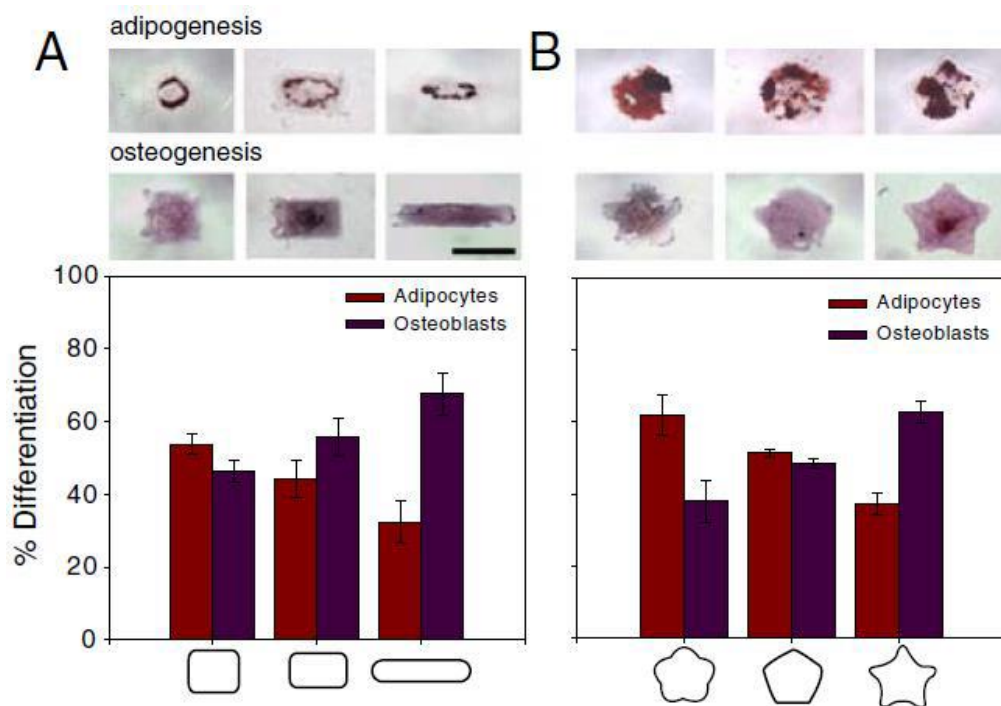 A
adipogenesis
osteogenesis
100
80
60
40
20
0
% Differentiation
Adipocytes
Osteoblasts
B
Adipocytes
Osteoblasts